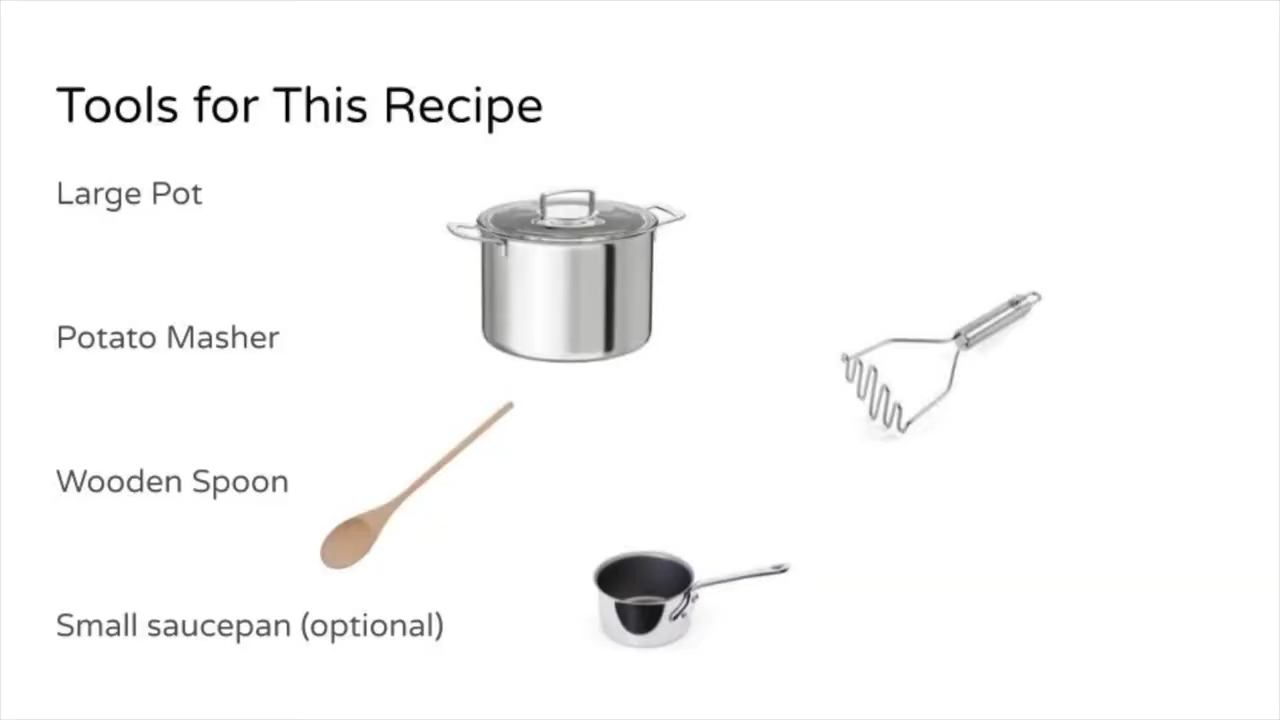 Tools for This Recipe
Large Pot
Potato Masher
Wooden Spoon
Small saucepan (optional)